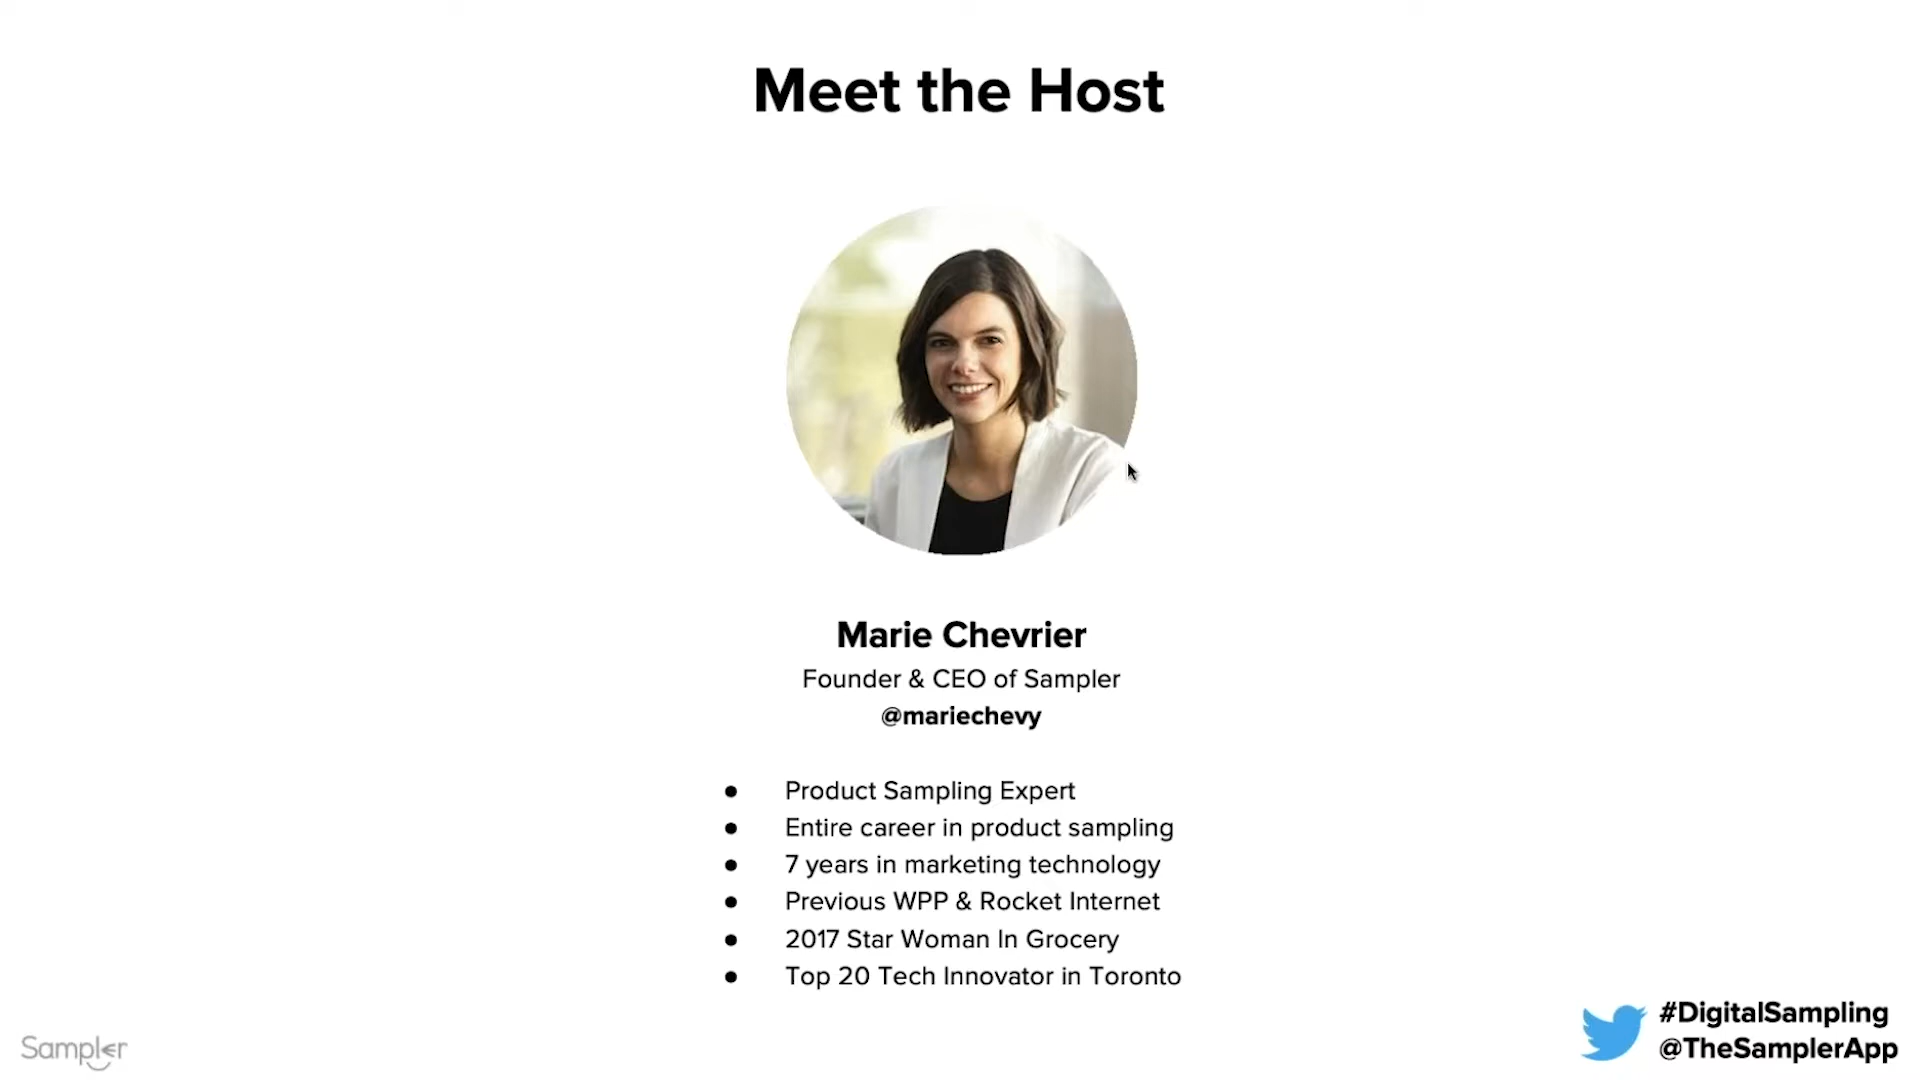 Meet the Host
Marie Chevrier
Founder & CEO of Sampler
@mariechevy
● Product Sampling Expert
● Entire career in product sampling
● 7 years in marketing technology
● Previous WPP & Rocket Internet
● 2017 Star Woman In Grocery
● Top 20 Tech Innovator in Toronto
#DigitalSampling
@TheSamplerApp
Sampler